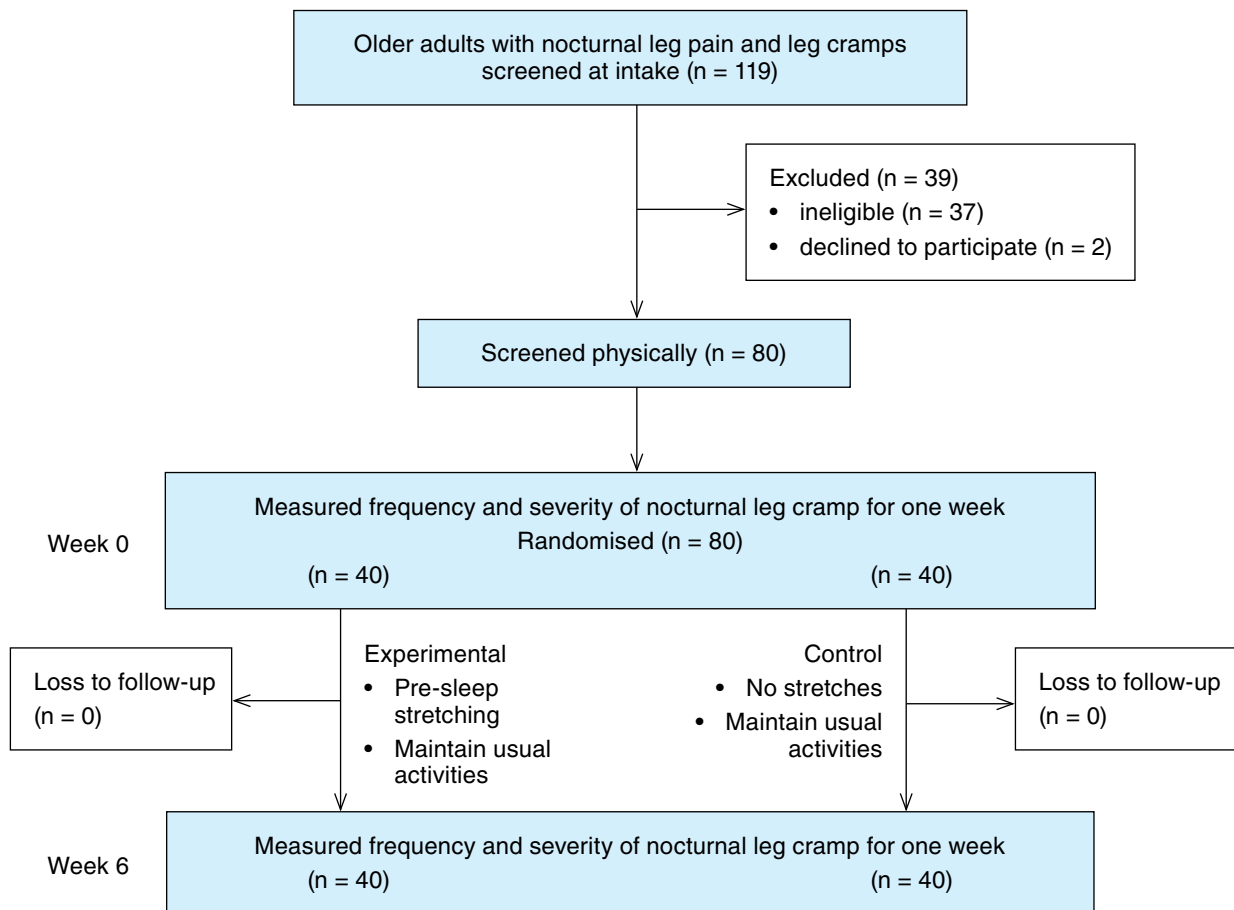 Older adults with nocturnal leg pain and leg cramps
screened at intake (n = 119)
Excluded (n = 39)
• ineligible (n = 37)
• declined to participate (n = 2)
Screened physically (n = 80)
Week 0
Measured frequency and severity of nocturnal leg cramp for one week
Randomised (n = 80)
(n = 40)
(n = 40)
Loss to follow-up
(n = 0)
Experimental
• Pre-sleep
stretching
• Maintain usual
activities
Control
• No stretches
• Maintain usual
activities
Loss to follow-up
(n = 0)
Week 6
Measured frequency and severity of nocturnal leg cramp for one week
(n = 40)
(n = 40)